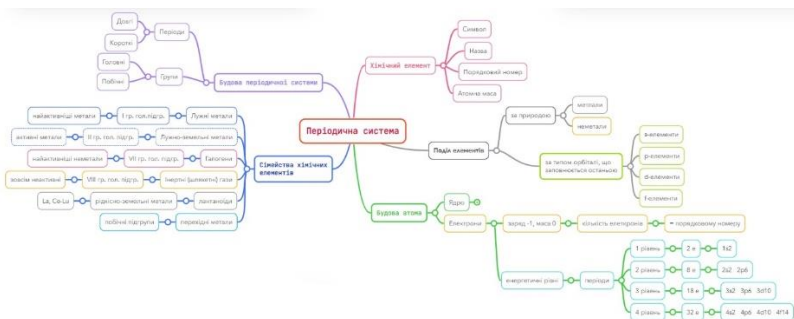 Періодична система
Будова періодичної системи
Періоди
Довгі
Короткі
Групи
Головні
Побічні
Сімейства хімічних
елементів
Лужні метали
І гр. гол.підгр.
найактивніші метали
Лужно-земельні метали
ІІ гр. гол. підгр.
активні метали
Галогени
VII гр. гол. підгр.
найактивніші неметали
Інертні (шляхетні) гази
VIII гр. гол. підгр.
зовсім неактивні
лантаноїди
рідкісно-земельні метали
La, Ce-Lu
перехідні метали
побічні підгрупи
Хімічний елемент
Символ
Назва
Порядковий номер
Атомна маса
Поділ елементів
за природою
металли
неметали
за типом орбіталі, що
заповнюється останньою
s-елементи
p-елементи
d-елементи
f-елементи
Будова атома
Ядро
Електрони
заряд -1, маса 0
кількість електронів
= порядковому номеру
енергетичні рівні
періоди
1 рівень
2 e
1s2
2 рівень
8 e
2s2 2p6
3 рівень
18 e
3s2 3p6 3d10
4 рівень
32 e
4s2 4p6 4d10 4f14